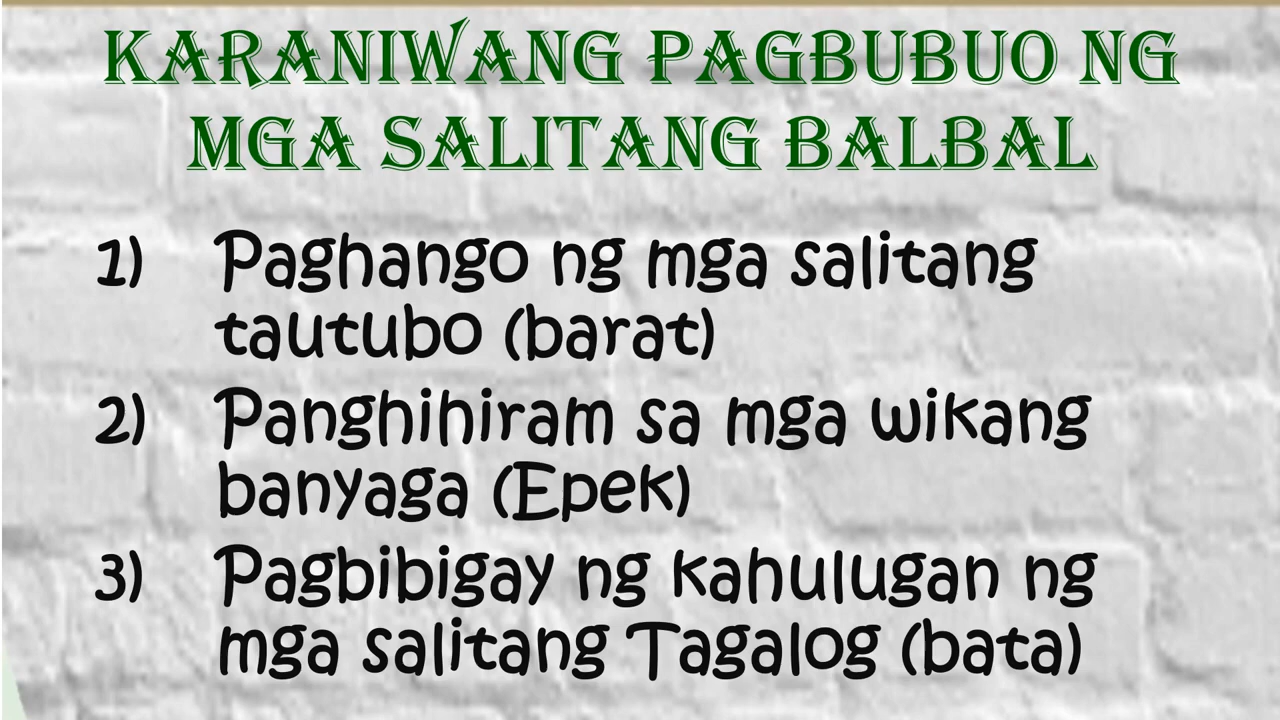 KARANIWANG PAGBUBUO NG
MGA SALITANG BALBAL
1) Paghango ng mga salitang
tautubo (barat)
2) Panghihiram sa mga wikang
banyaga (Epek)
3) Pagbibigay ng kahulugan ng
mga salitang Tagalog (bata)